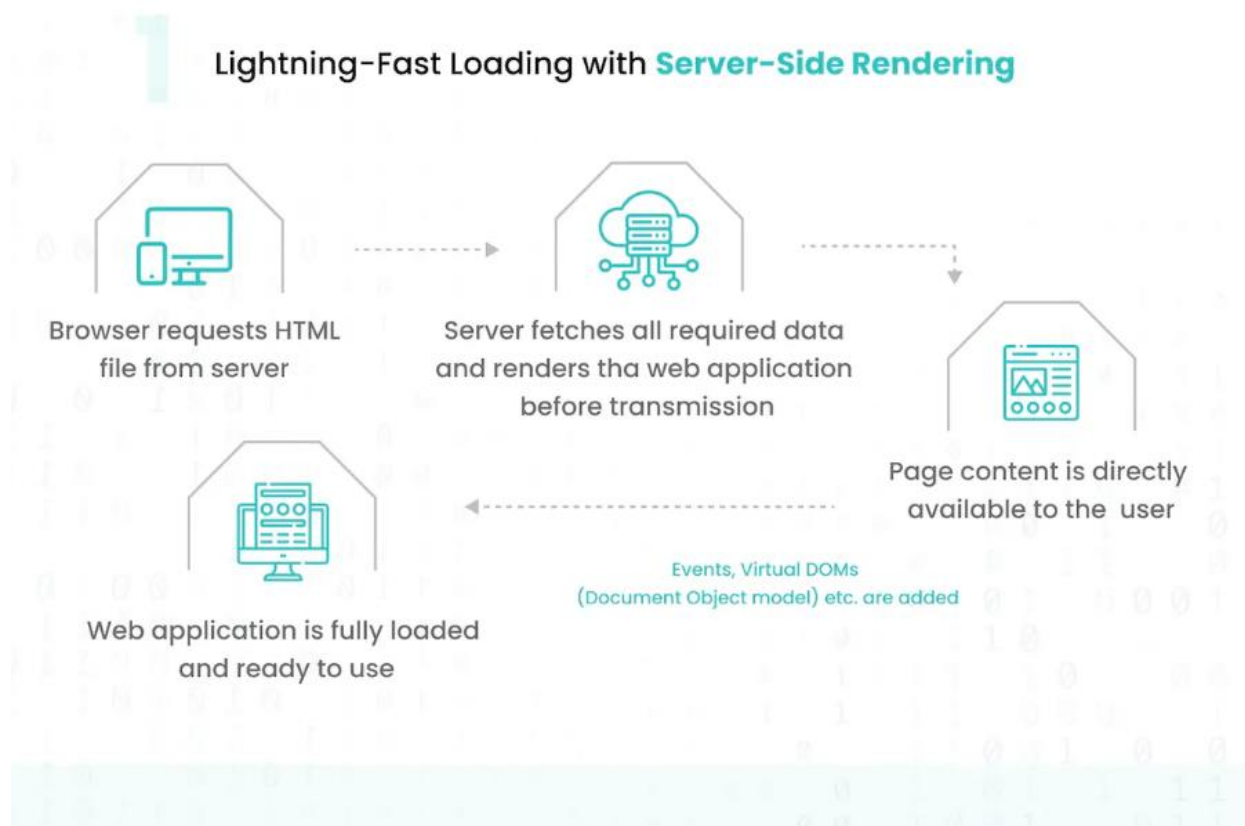 1
Lightning-Fast Loading with Server-Side Rendering
Browser requests HTML
file from server
Server fetches all required data
and renders tha web application
before transmission
Page content is directly
available to the user
Events, Virtual DOMs
(Document Object model) etc. are added
Web application is fully loaded
and ready to use